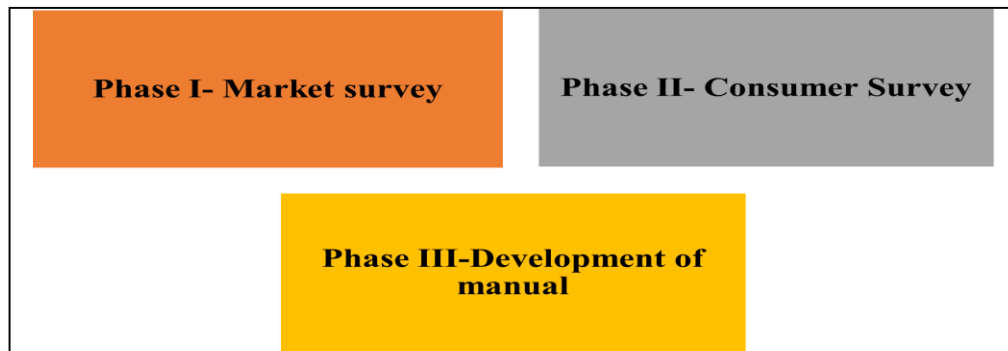 Phase I- Market survey
Phase II- Consumer Survey
Phase III-Development of
manual